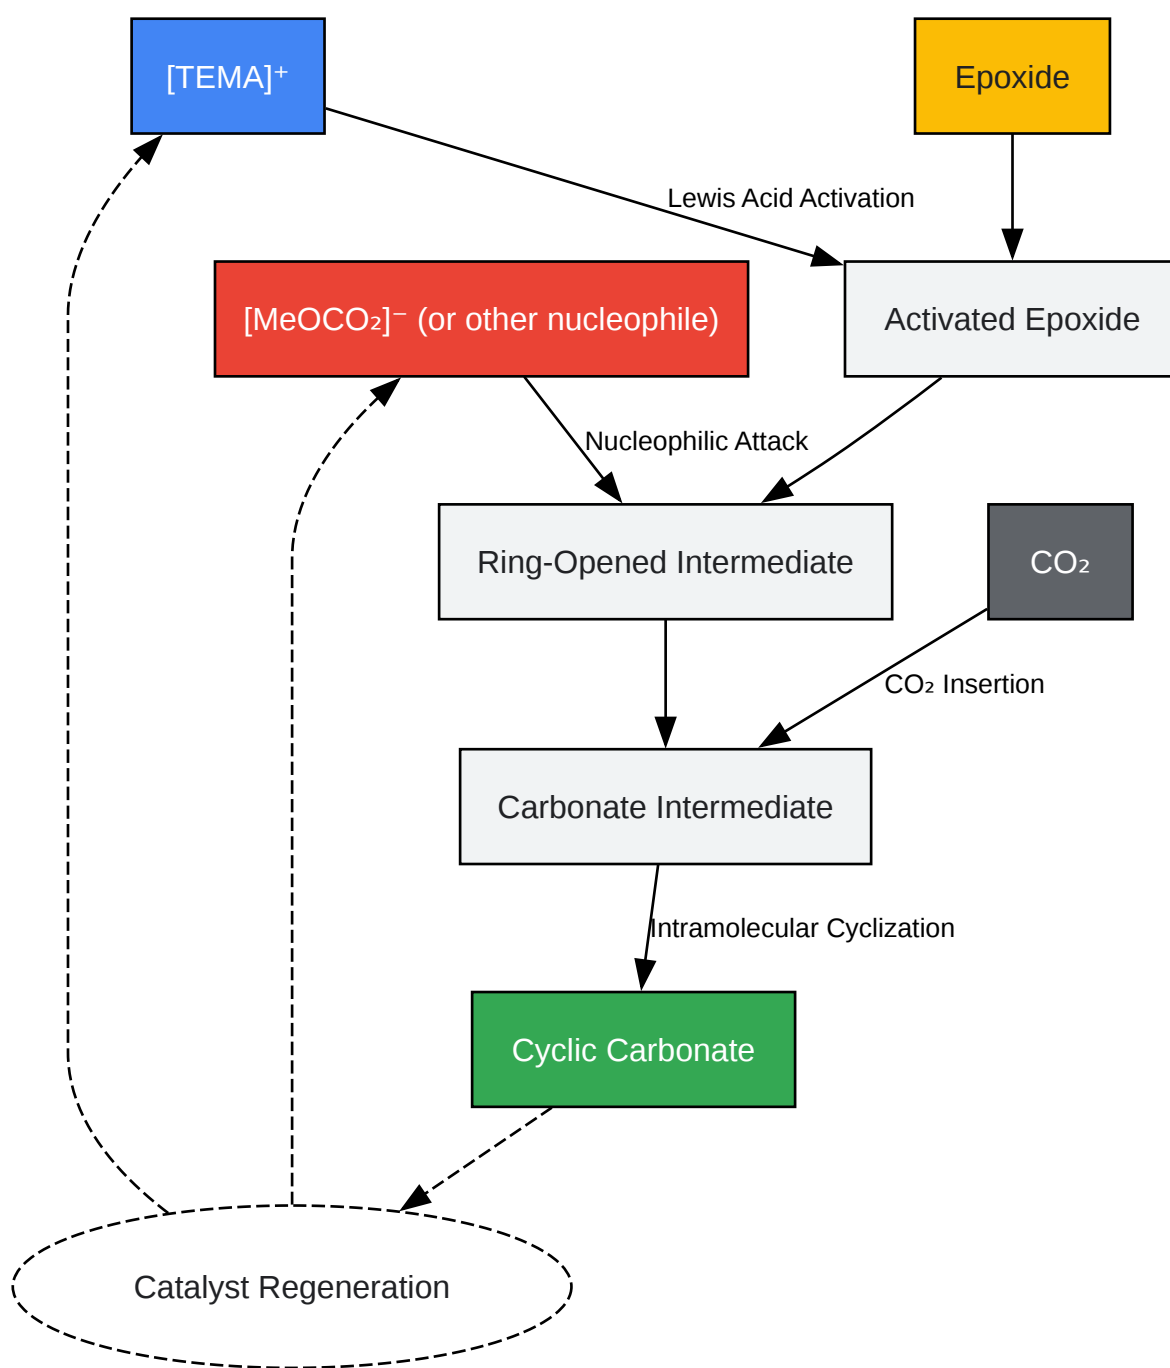 [TEMA]⁺
Epoxide
Lewis Acid Activation
[MeOCO₂]⁻ (or other nucleophile)
Activated Epoxide
Nucleophilic Attack
Ring-Opened Intermediate
CO₂
CO₂ Insertion
Carbonate Intermediate
Intramolecular Cyclization
Cyclic Carbonate
Catalyst Regeneration